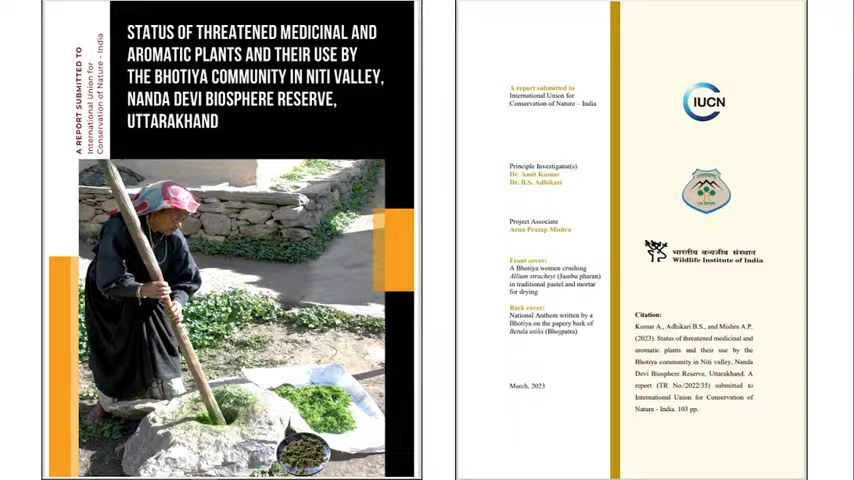 A REPORT SUBMITTED TO
International Union for
Conservation of Nature - India
STATUS OF THREATENED MEDICINAL AND
AROMATIC PLANTS AND THEIR USE BY
THE BHOTIYA COMMUNITY IN NITI VALLEY,
NANDA DEVI BIOSPHERE RESERVE,
UTTARAKHAND
A report submitted to
International Union for
Conservation of Nature – India
Principle Investigator(s)
Dr. Amit Kumar
Dr. B.S. Adhikari
Project Associate
Arun Pratap Mishra
Front cover:
A Bhotiya women crushing
Allium stracheyi (Jambu pharan)
in traditional pastel and mortar
for drying
Back cover:
National Anthem written by a
Bhotiya on the papery bark of
Betula utilis (Bhojpatra)
March, 2023
IUCN
भारतीय वन्यजीव संस्थान
Wildlife Institute of India
Citation:
Kumar A., Adhikari B.S., and Mishra A.P.
(2023). Status of threatened medicinal and
aromatic plants and their use by the
Bhotiya community in Niti valley, Nanda
Devi Biosphere Reserve, Uttarakhand. A
report (TR No./2022/35) submitted to
International Union for Conservation of
Nature - India. 103 pp.